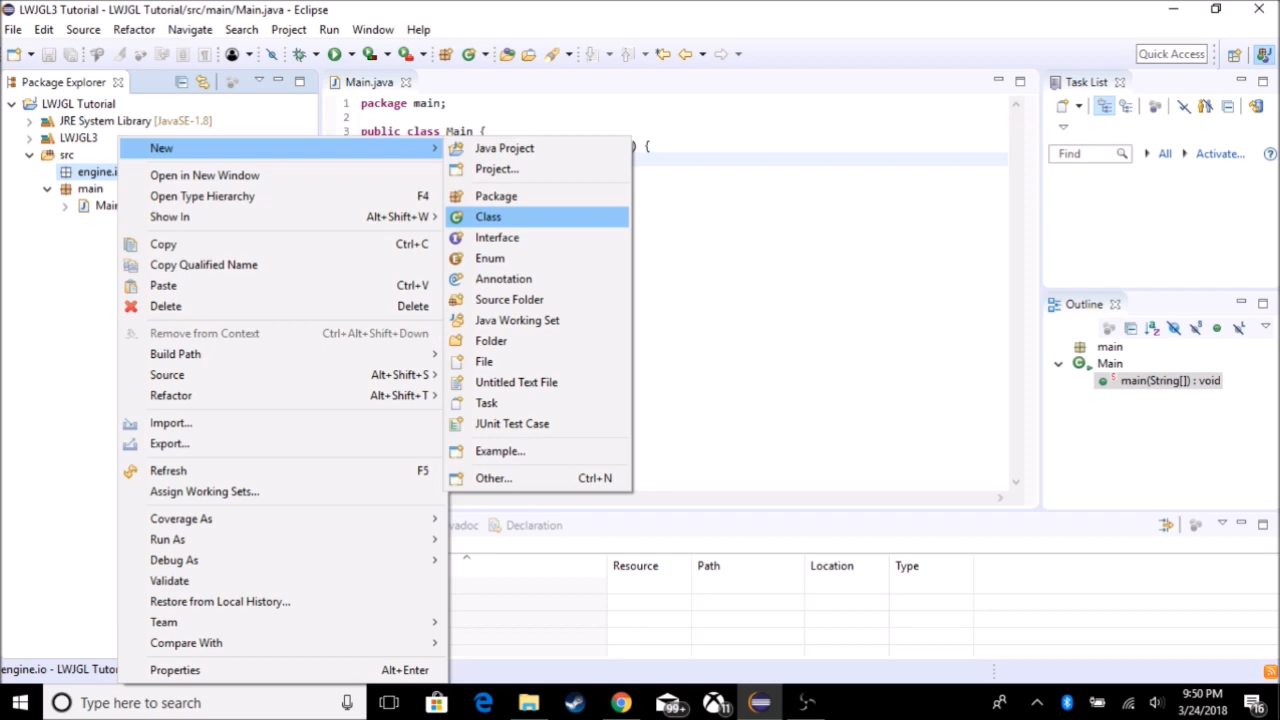 LWJGL3 Tutorial - LWJGL Tutorial/src/main/Main.java - Eclipse
File Edit Source Refactor Navigate Search Project Run Window Help
Quick Access
Package Explorer
LWJGL Tutorial
JRE System Library [JavaSE-1.8]
LWJGL3
src
engine.i
main
Main
Main.java
1 package main;
2
3 public class Main {
) {
New
Open in New Window
Open Type Hierarchy F4
Show In Alt+Shift+W
Copy Ctrl+C
Copy Qualified Name
Paste Ctrl+V
Delete Delete
Remove from Context Ctrl+Alt+Shift+Down
Build Path
Source Alt+Shift+S
Refactor Alt+Shift+T
Import...
Export...
Refresh F5
Assign Working Sets...
Coverage As
Run As
Debug As
Validate
Restore from Local History...
Team
Compare With
Properties Alt+Enter
Java Project
Project...
Package
Class
Interface
Enum
Annotation
Source Folder
Java Working Set
Folder
File
Untitled Text File
Task
JUnit Test Case
Example...
Other... Ctrl+N
Task List
Find All Activate...
Outline
main
Main
main(String[]) : void
vadoc Declaration
Resource Path Location Type
engine.io - LWJGL Tutor
Type here to search
99+
11
9:50 PM
3/24/2018
16